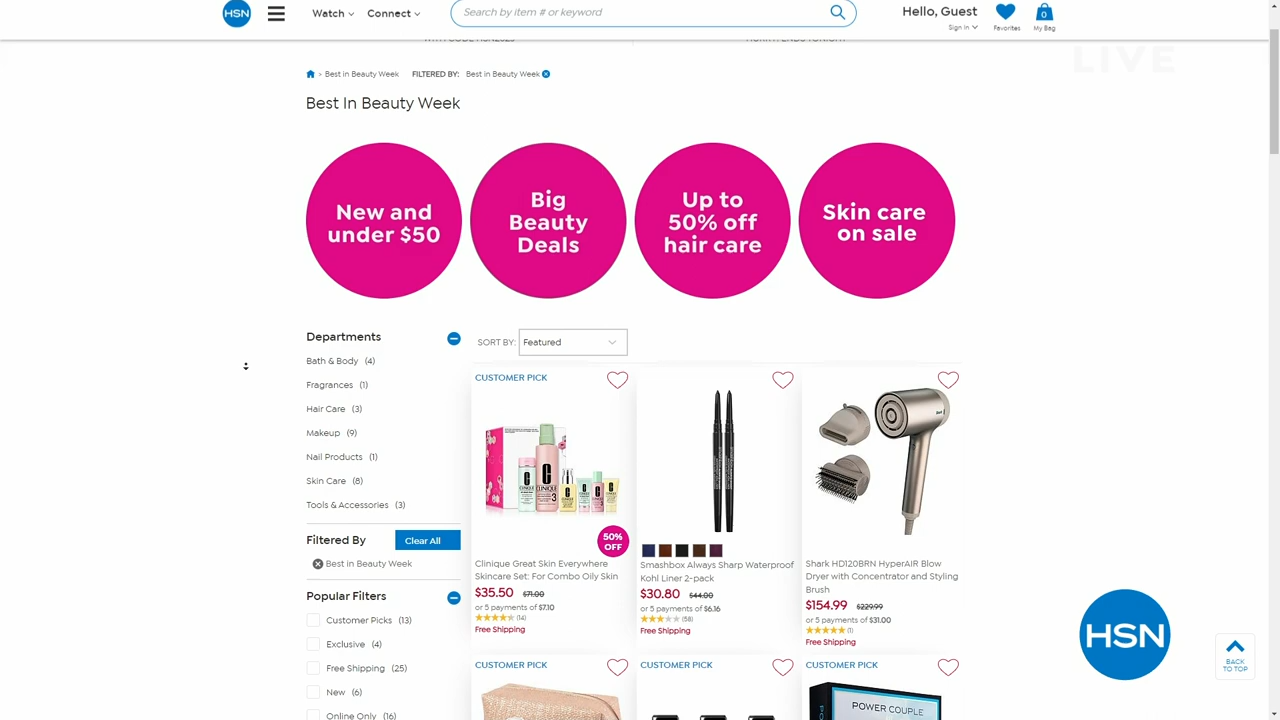 HSN
Watch
Connect
Search by item # or keyword
Hello, Guest
Sign In
Favorites
0
My Bag
LIVE
> Best in Beauty Week
FILTERED BY:
Best in Beauty Week
Best In Beauty Week
New and
under $50
Big
Beauty
Deals
Up to
50% off
hair care
Skin care
on sale
Departments
Bath & Body (4)
Fragrances (1)
Hair Care (3)
Makeup (9)
Nail Products (1)
Skin Care (8)
Tools & Accessories (3)
Filtered By
Clear All
Best in Beauty Week
Popular Filters
Customer Picks (13)
Exclusive (4)
Free Shipping (25)
New (6)
Online Only (16)
SORT BY:
Featured
CUSTOMER PICK
CLINIQUE
3
50%
OFF
Clinique Great Skin Everywhere
Skincare Set: For Combo Oily Skin
$35.50 $71.00
or 5 payments of $7.10
(14)
Free Shipping
Smashbox Always Sharp Waterproof
Kohl Liner 2-pack
$30.80 $44.00
or 5 payments of $6.16
(58)
Free Shipping
Shark HD120BRN HyperAIR Blow
Dryer with Concentrator and Styling
Brush
$154.99 $229.99
or 5 payments of $31.00
(1)
Free Shipping
CUSTOMER PICK
CUSTOMER PICK
CUSTOMER PICK
POWER COUPLE
HSN
BACK
TO TOP